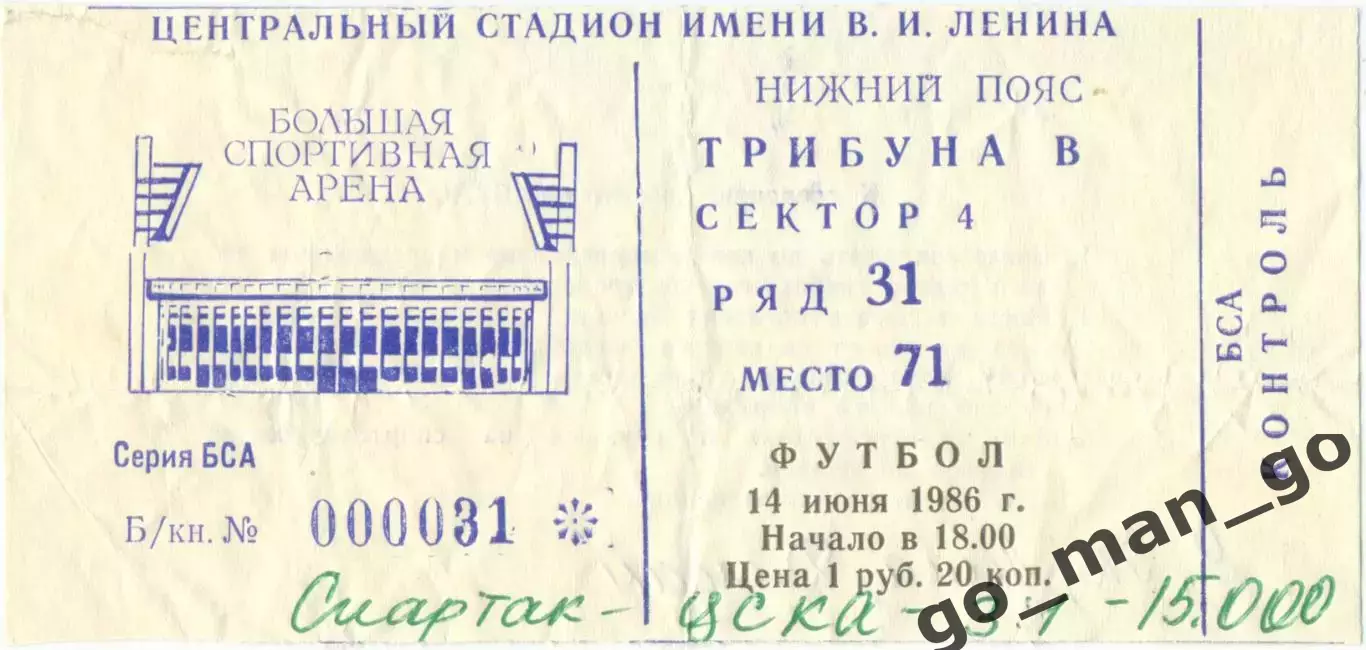 ЦЕНТРАЛЬНЫЙ СТАДИОН ИМЕНИ В. И. ЛЕНИНА
БОЛЬШАЯ
СПОРТИВНАЯ
АРЕНА
Серия БСА
Б/кн. № 000031
НИЖНИЙ ПОЯС
ТРИБУНА В
СЕКТОР 4
РЯД 31
МЕСТО 71
ФУТБОЛ
14 июня 1986 г.
Начало в 18.00
Цена 1 руб. 20 коп.
БСА
КОНТРОЛЬ
Спартак - ЦСКА - 3:1 - 15.000
go_man_go